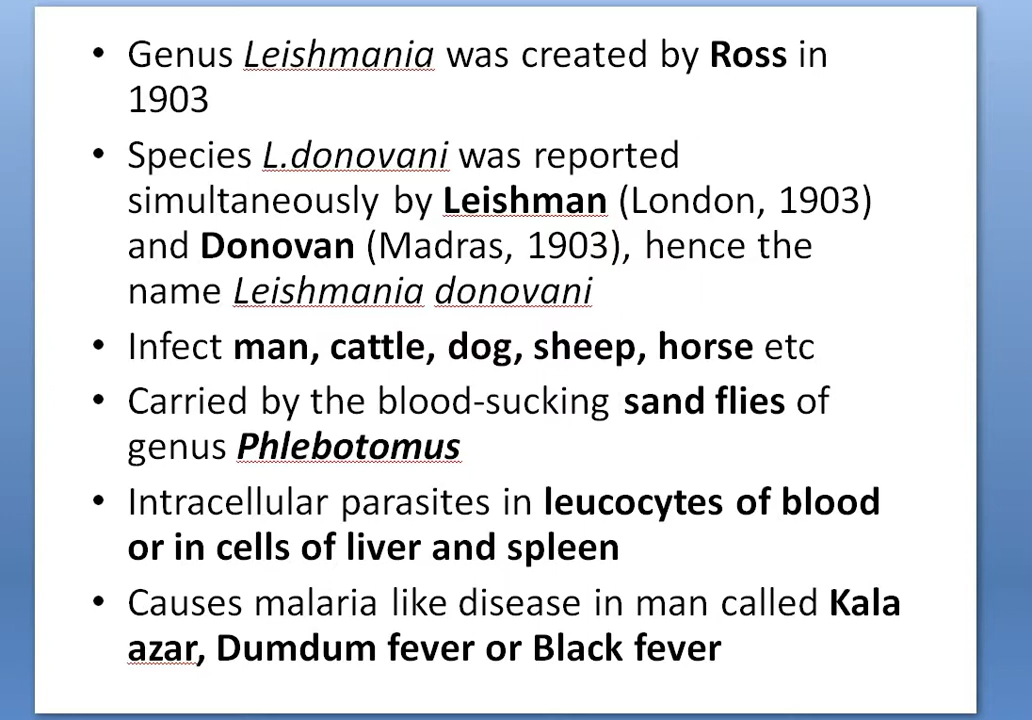 • Genus Leishmania was created by Ross in
1903
• Species L.donovani was reported
simultaneously by Leishman (London, 1903)
and Donovan (Madras, 1903), hence the
name Leishmania donovani
• Infect man, cattle, dog, sheep, horse etc
• Carried by the blood-sucking sand flies of
genus Phlebotomus
• Intracellular parasites in leucocytes of blood
or in cells of liver and spleen
• Causes malaria like disease in man called Kala
azar, Dumdum fever or Black fever